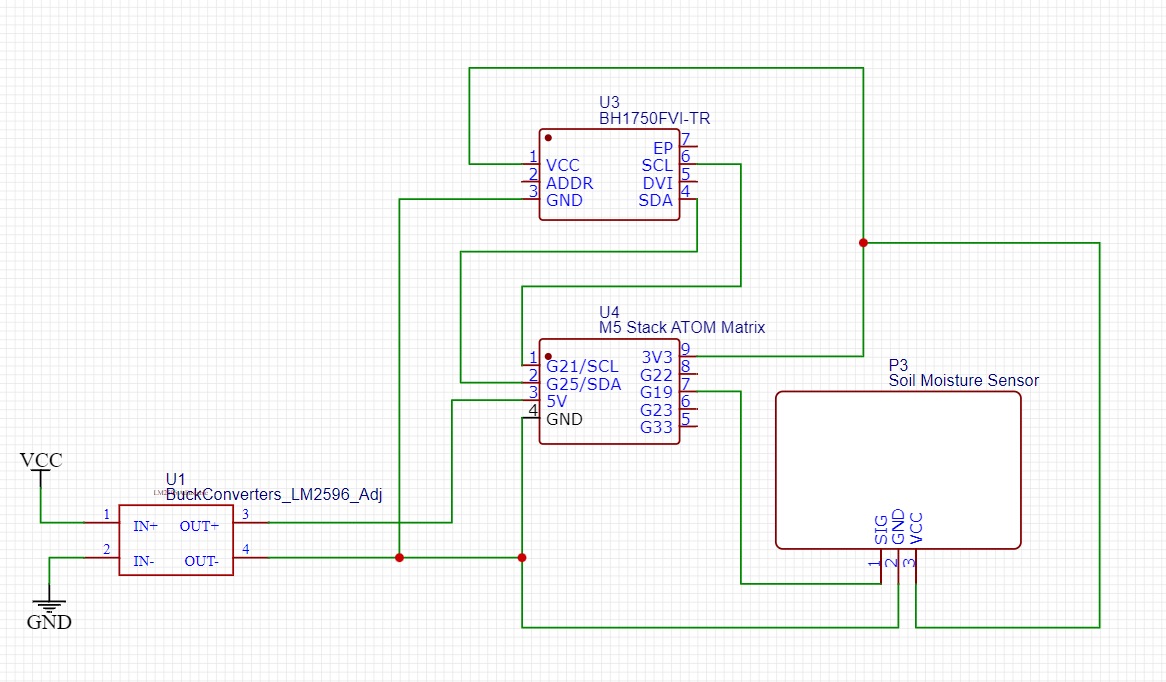 U3
BH1750FVI-TR
1 VCC
2 ADDR
3 GND
EP 7
SCL 6
DVI 5
SDA 4
U4
M5 Stack ATOM Matrix
1 G21/SCL
2 G25/SDA
3 5V
4 GND
3V3 9
G22 8
G19 7
G23 6
G33 5
P3
Soil Moisture Sensor
SIG 1
GND 2
VCC 3
VCC
GND
U1
BuckConverters_LM2596_Adj
1 IN+
2 IN-
OUT+ 3
OUT- 4